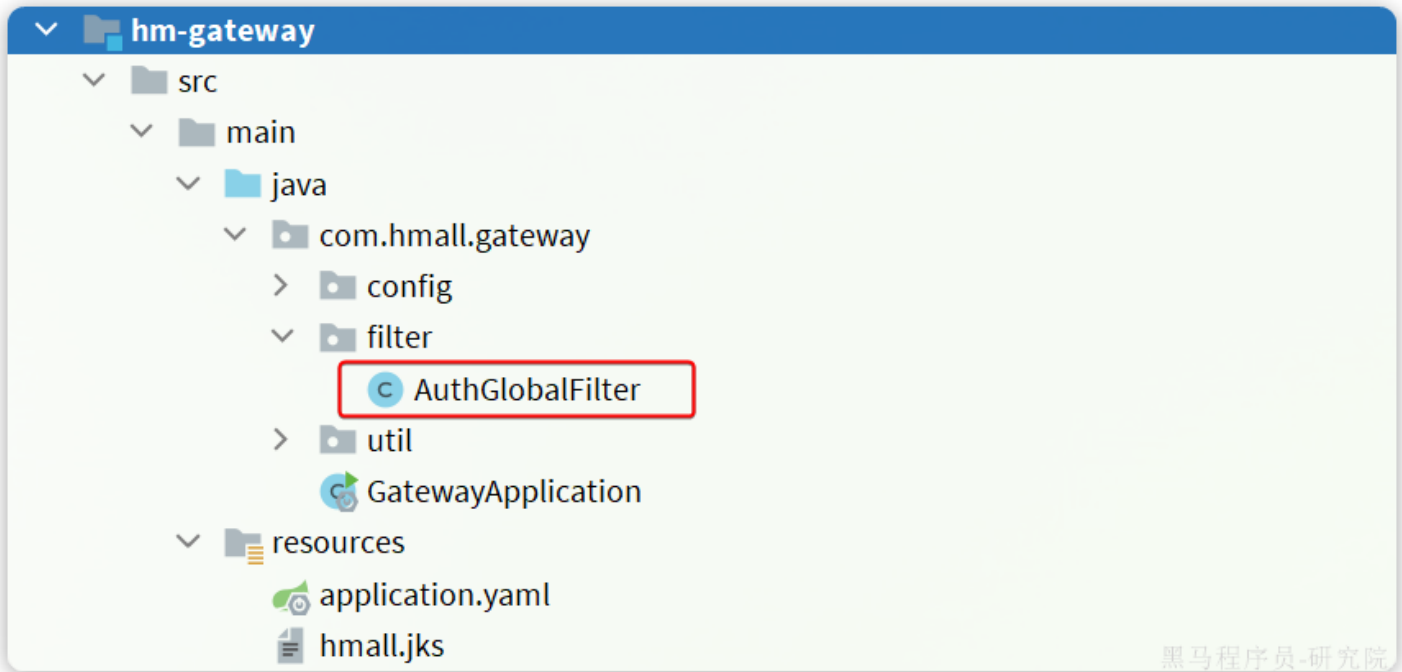 hm-gateway
src
main
java
com.hmall.gateway
config
filter
C AuthGlobalFilter
util
GatewayApplication
resources
application.yaml
hmall.jks
黑马程序员-研究院